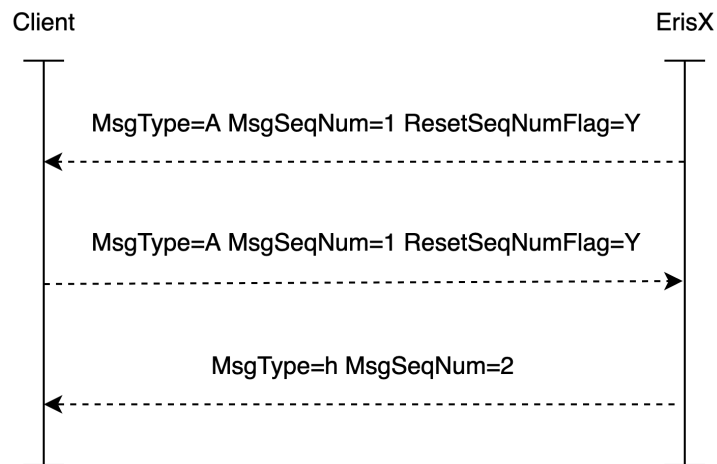 Client ErisX
MsgType=A MsgSeqNum=1 ResetSeqNumFlag=Y
MsgType=A MsgSeqNum=1 ResetSeqNumFlag=Y
MsgType=h MsgSeqNum=2